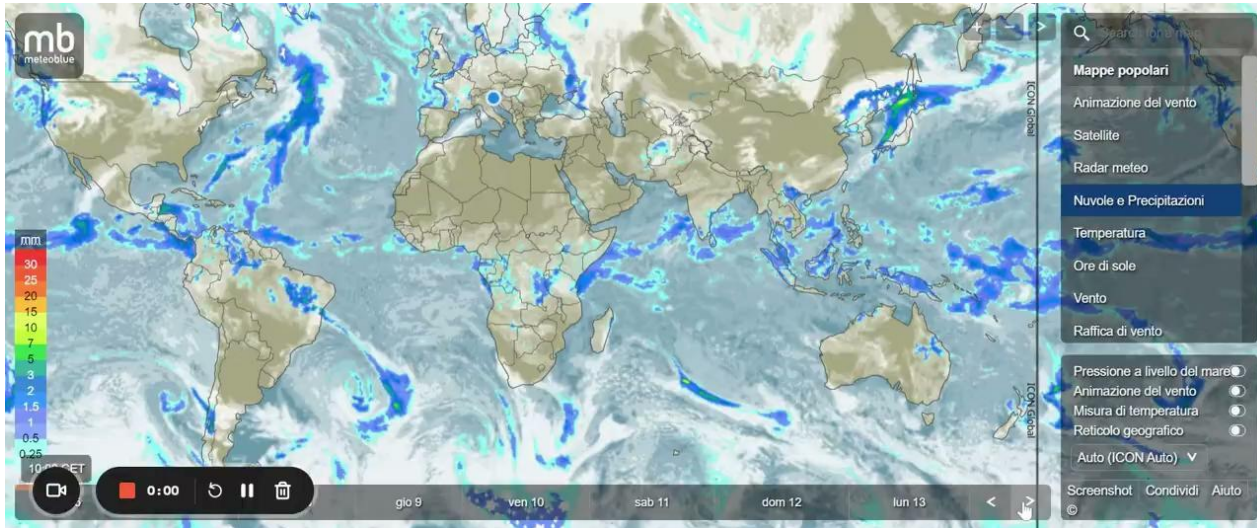 mb
meteoblue
ICON Global
mm
30
25
20
15
10
7
5
3
2
1.5
1
0.5
0.25
0:00
gio 9
ven 10
sab 11
dom 12
lun 13
<
>
ICON Global
Search for a map
Mappe popolari
Animazione del vento
Satellite
Radar meteo
Nuvole e Precipitazioni
Temperatura
Ore di sole
Vento
Raffica di vento
Pressione a livello del mare
Animazione del vento
Misura di temperatura
Reticolo geografico
Auto (ICON Auto)
Screenshot Condividi Aiuto
©